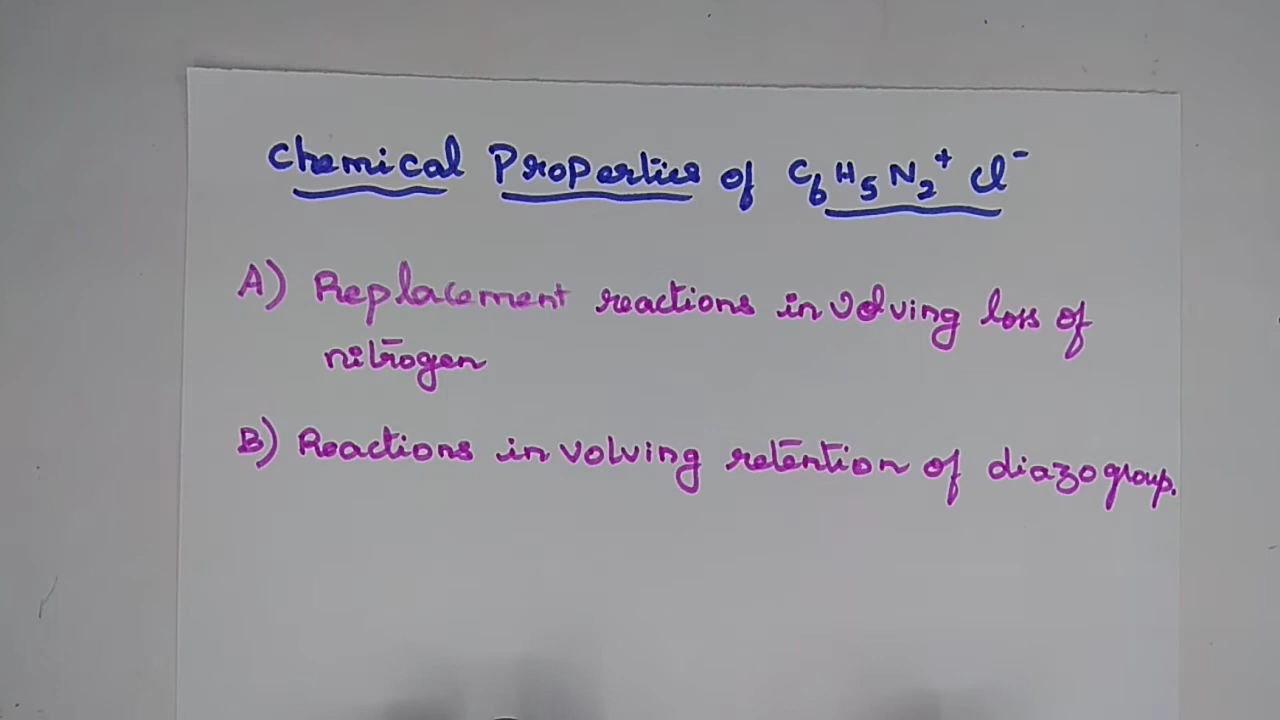 Chemical Properties of C₆H₅N₂⁺ Cl⁻
A) Replacement reactions involving loss of
nitrogen
B) Reactions involving retention of diazo group.